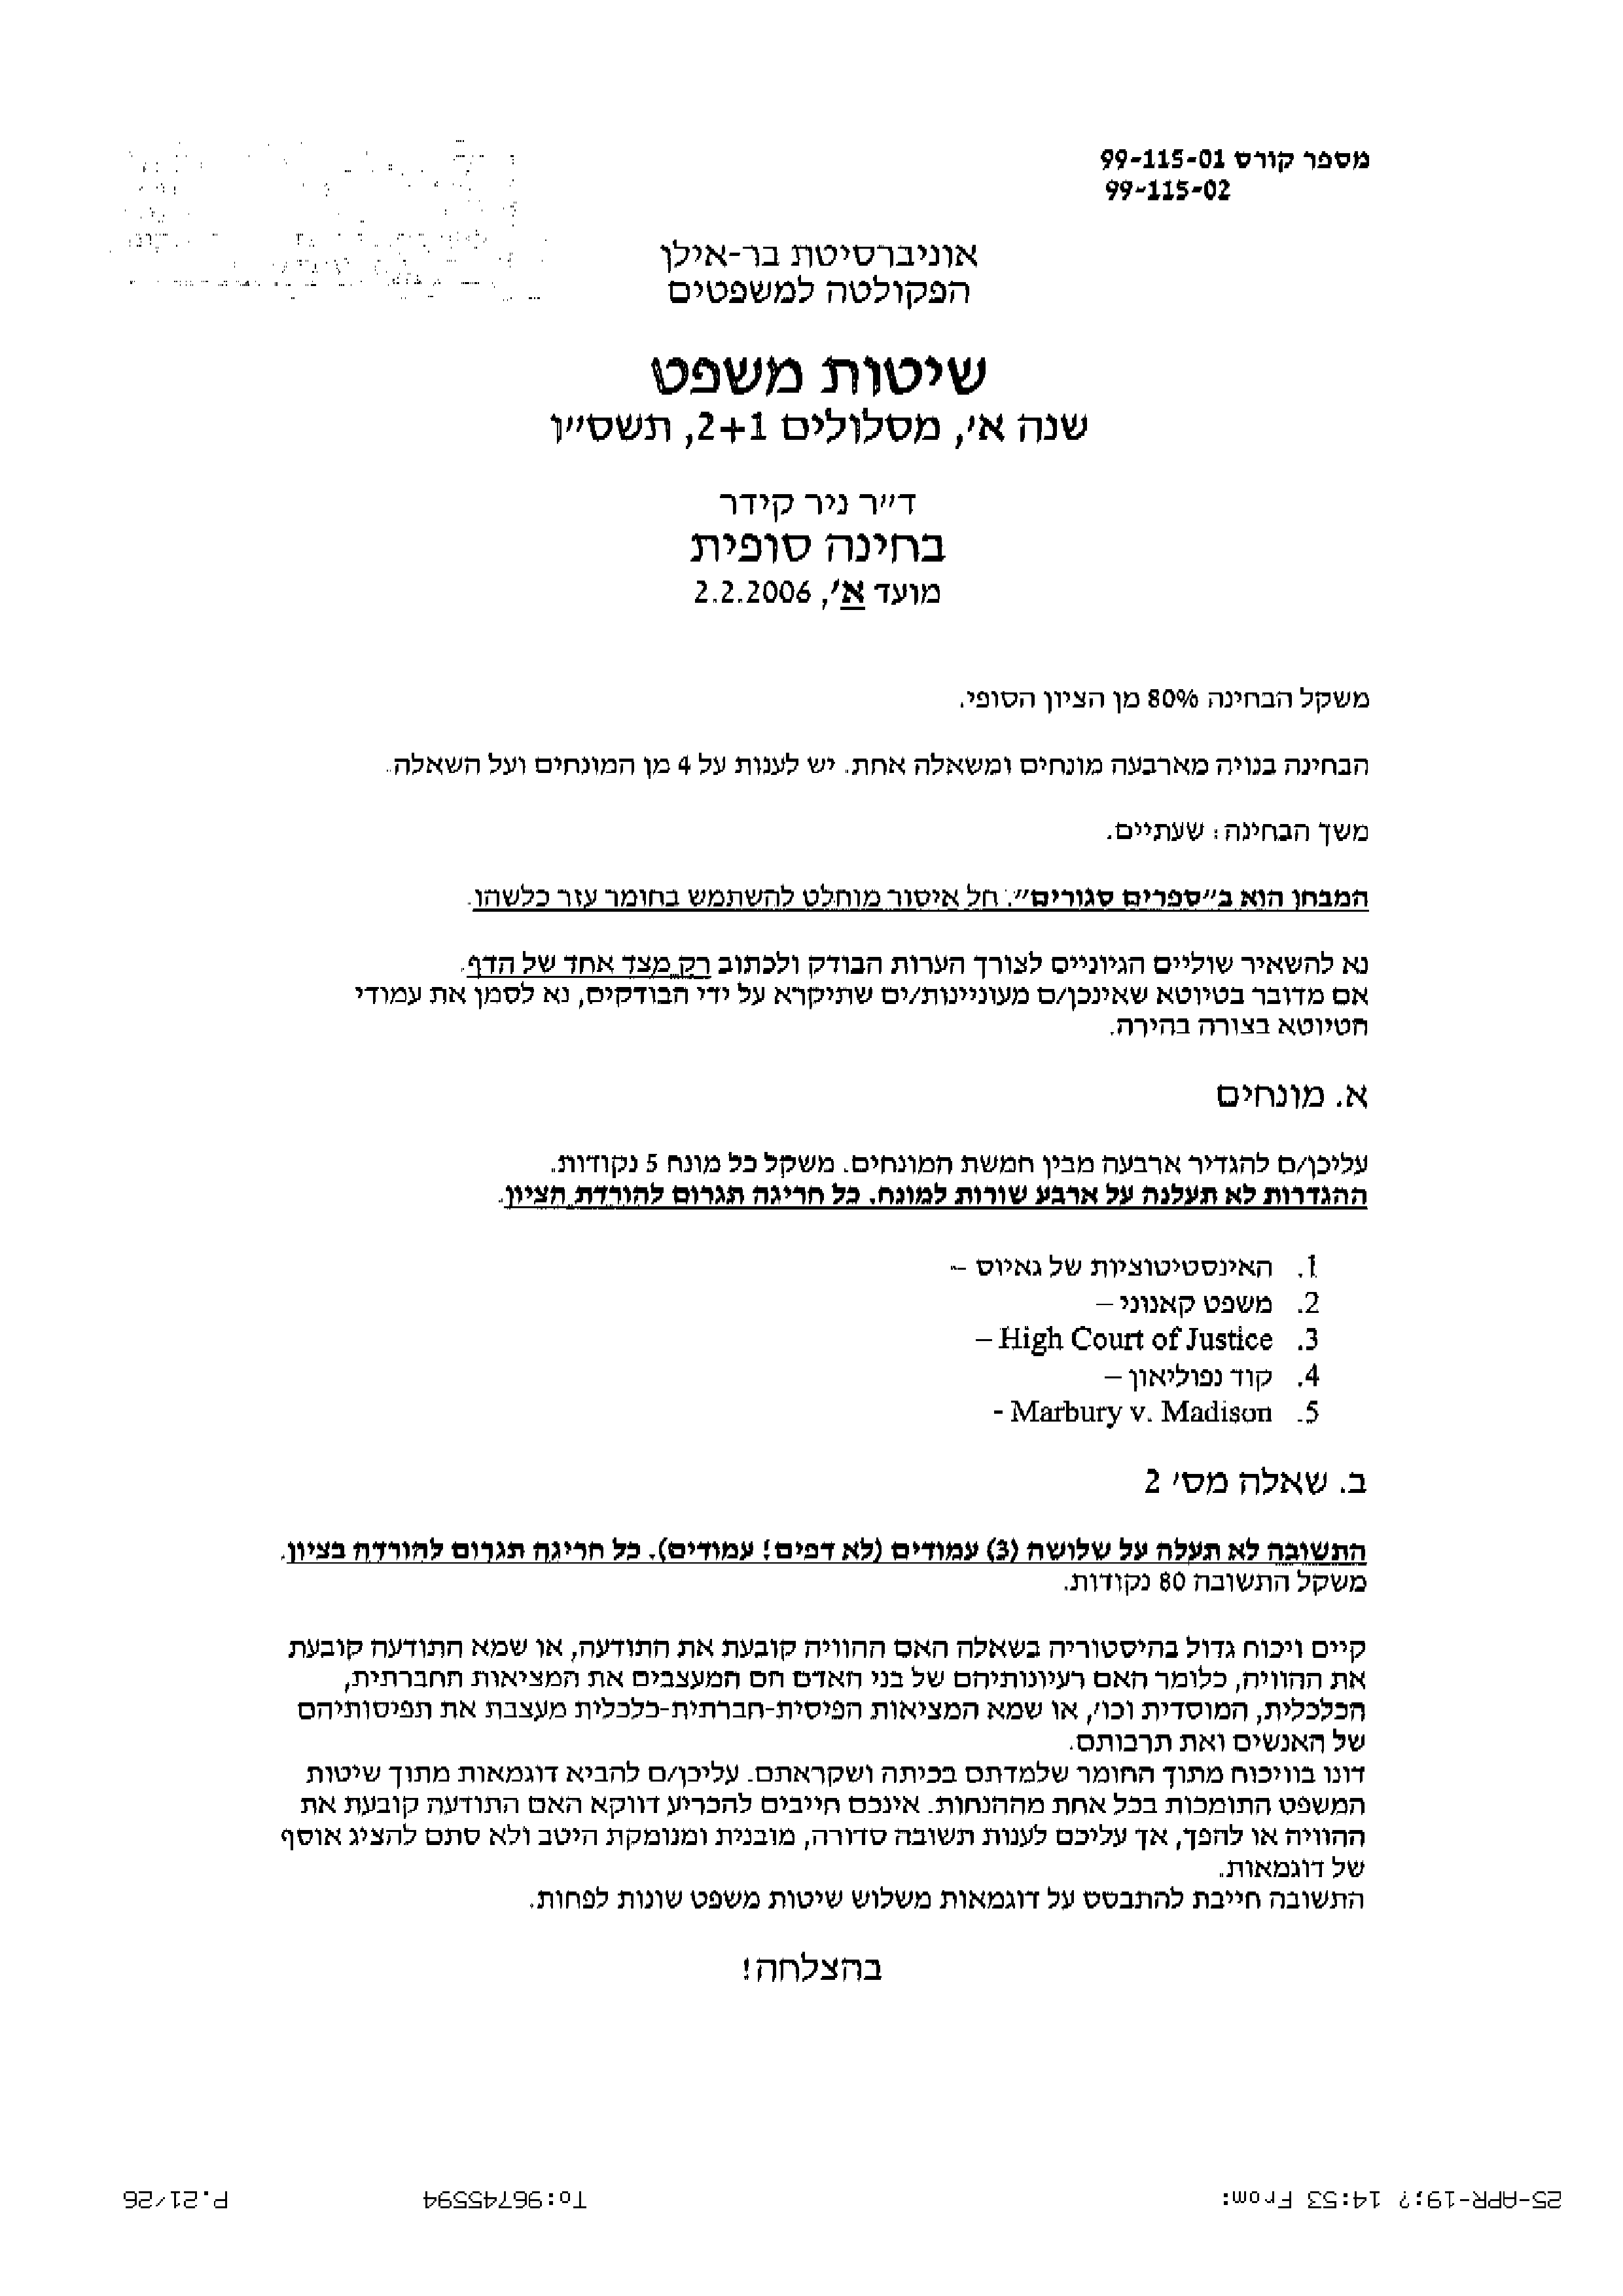 מספר קורס 99-115-01
99-115-02
אוניברסיטת בר-אילן
הפקולטה למשפטים
שיטות משפט
שנה א', מסלולים 2+1, תשס"ו
ד"ר ניר קידר
בחינה סופית
מועד א', 2.2.2006
משקל הבחינה 80% מן הציון הסופי.
הבחינה בנויה מארבעה מונחים ומשאלה אחת. יש לענות על 4 מן המונחים ועל השאלה.
משך הבחינה: שעתיים.
המבחן הוא ב"ספרים סגורים". חל איסור מוחלט להשתמש בחומר עזר כלשהו.
נא להשאיר שוליים הגיוניים לצורך הערות הבודק ולכתוב רק מצד אחד של הדף.
אם מדובר בטיוטא שאינכן/ם מעוניינות/ים שתיקרא על ידי הבודקים, נא לסמן את עמודי
הטיוטא בצורה בהירה.
א. מונחים
עליכן/ם להגדיר ארבעה מבין חמשת המונחים. משקל כל מונח 5 נקודות.
ההגדרות לא תעלנה על ארבע שורות למונח. כל חריגה תגרום להורדת הציון.
1. האינסטיטוציות של גאיוס –
2. משפט קאנוני –
3. High Court of Justice –
4. קוד נפוליאון –
5. Marbury v. Madison -
ב. שאלה מס' 2
התשובה לא תעלה על שלושה (3) עמודים (לא דפים! עמודים). כל חריגה תגרום להורדה בציון.
משקל התשובה 80 נקודות.
קיים ויכוח גדול בהיסטוריה בשאלה האם ההוויה קובעת את התודעה, או שמא התודעה קובעת
את ההוויה, כלומר האם רעיונותיהם של בני האדם הם המעצבים את המציאות החברתית,
הכלכלית, המוסדית וכו', או שמא המציאות הפיסית-חברתית-כלכלית מעצבת את תפיסותיהם
של האנשים ואת תרבותם.
דונו בוויכוח מתוך החומר שלמדתם בכיתה ושקראתם. עליכן/ם להביא דוגמאות מתוך שיטות
המשפט התומכות בכל אחת מההנחות. אינכם חייבים להכריע דווקא האם התודעה קובעת את
ההוויה או להפך, אך עליכם לענות תשובה סדורה, מובנית ומנומקת היטב ולא סתם להציג אוסף
של דוגמאות.
התשובה חייבת להתבסס על דוגמאות משלוש שיטות משפט שונות לפחות.
בהצלחה!
25-APR-19;? 14:53 From: To:96745594 P.21/26